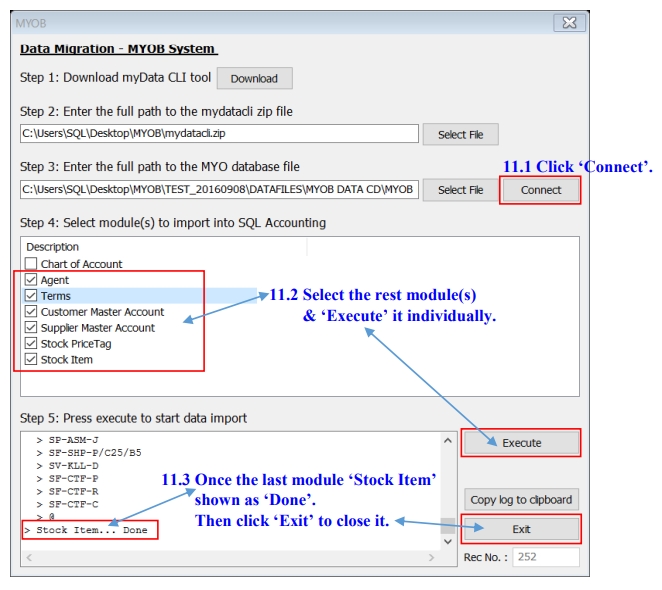 MYOB
Data Migration - MYOB System
Step 1: Download myData CLI tool Download
Step 2: Enter the full path to the mydatacli zip file
C:\Users\SQL\Desktop\MYOB\mydatacli.zip Select File
Step 3: Enter the full path to the MYO database file
11.1 Click ‘Connect’.
C:\Users\SQL\Desktop\MYOB\TEST_20160908\DATAFILES\MYOB DATA CD\MYOB Select File Connect
Step 4: Select module(s) to import into SQL Accounting
Description
Chart of Account
Agent
Terms
Customer Master Account
Supplier Master Account
Stock PriceTag
Stock Item
11.2 Select the rest module(s)
& ‘Execute’ it individually.
Step 5: Press execute to start data import
> SP-ASM-J
> SF-SHP-P/C25/B5
> SV-KLL-D
> SF-CTF-P
> SF-CTF-R
> SF-CTF-C
> @
> Stock Item... Done
11.3 Once the last module ‘Stock Item’
shown as ‘Done’.
Then click ‘Exit’ to close it.
Execute
Copy log to clipboard
Exit
Rec No. : 252